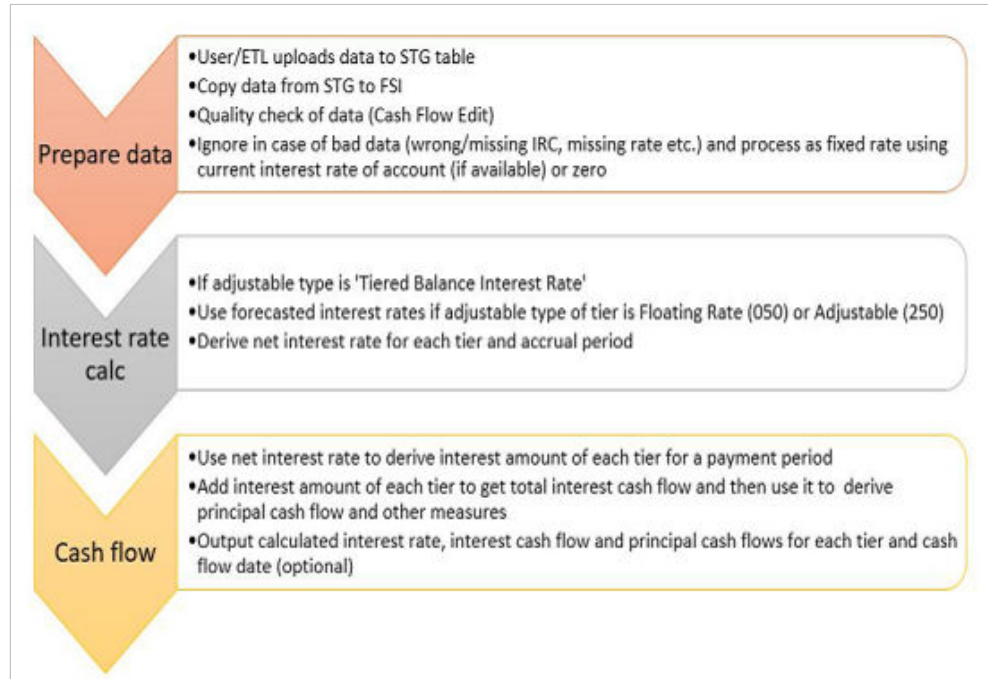 Prepare data
•User/ETL uploads data to STG table
•Copy data from STG to FSI
•Quality check of data (Cash Flow Edit)
•Ignore in case of bad data (wrong/missing IRC, missing rate etc.) and process as fixed rate using
current interest rate of account (if available) or zero
Interest rate
calc
•If adjustable type is 'Tiered Balance Interest Rate'
•Use forecasted interest rates if adjustable type of tier is Floating Rate (050) or Adjustable (250)
•Derive net interest rate for each tier and accrual period
Cash flow
•Use net interest rate to derive interest amount of each tier for a payment period
•Add interest amount of each tier to get total interest cash flow and then use it to derive
principal cash flow and other measures
•Output calculated interest rate, interest cash flow and principal cash flows for each tier and cash
flow date (optional)